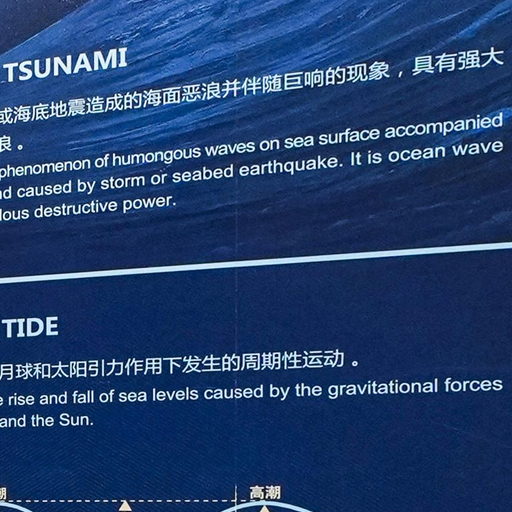 TSUNAMI
或海底地震造成的海面恶浪并伴随巨响的现象，具有强大
浪。
phenomenon of humongous waves on sea surface accompanied
nd caused by storm or seabed earthquake. It is ocean wave
lous destructive power.
TIDE
月球和太阳引力作用下发生的周期性运动。
e rise and fall of sea levels caused by the gravitational forces
and the Sun.
潮 高潮